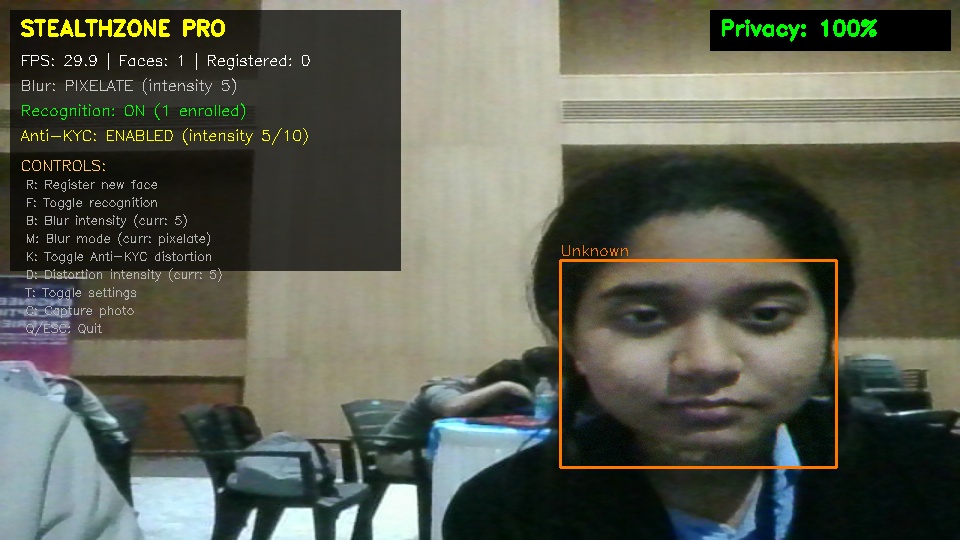 STEALTHZONE PRO
FPS: 29.9 | Faces: 1 | Registered: 0
Blur: PIXELATE (intensity 5)
Recognition: ON (1 enrolled)
Anti-KYC: ENABLED (intensity 5/10)
CONTROLS:
R: Register new face
F: Toggle recognition
B: Blur intensity (curr: 5)
M: Blur mode (curr: pixelate)
K: Toggle Anti-KYC distortion
D: Distortion intensity (curr: 5)
T: Toggle settings
C: Capture photo
Q/ESC: Quit
Privacy: 100%
Unknown